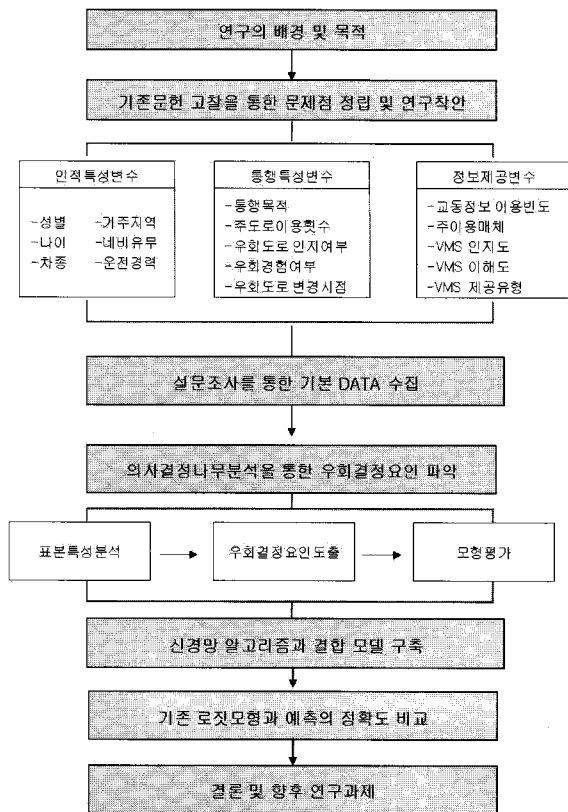 연구의 배경 및 목적
기존문헌 고찰을 통한 문제점 정립 및 연구착안
인적특성변수
-성별 -거주지역
-나이 -네비유무
-차종 -운전경력
통행특성변수
-통행목적
-주도로이용횟수
-우회도로 인지여부
-우회경험여부
-우회도로 변경시점
정보제공변수
-교통정보 이용빈도
-주이용매체
-VMS 인지도
-VMS 이해도
-VMS 제공유형
설문조사를 통한 기본 DATA 수집
의사결정나무분석을 통한 우회결정요인 파악
표본특성분석
우회결정요인도출
모형평가
신경망 알고리즘과 결합 모델 구축
기존 로짓모형과 예측의 정확도 비교
결론 및 향후 연구과제